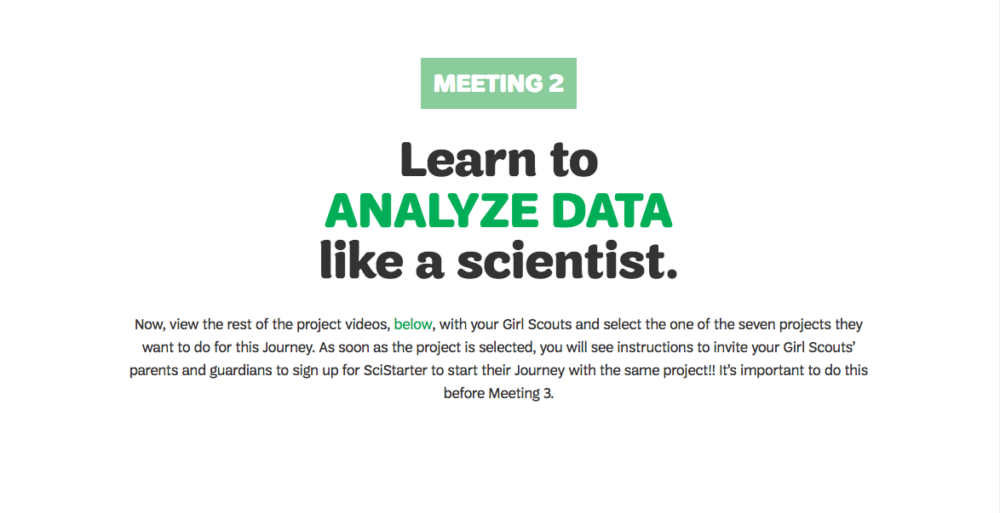 MEETING 2
Learn to
ANALYZE DATA
like a scientist.
Now, view the rest of the project videos, below, with your Girl Scouts and select the one of the seven projects they
want to do for this Journey. As soon as the project is selected, you will see instructions to invite your Girl Scouts’
parents and guardians to sign up for SciStarter to start their Journey with the same project!! It’s important to do this
before Meeting 3.